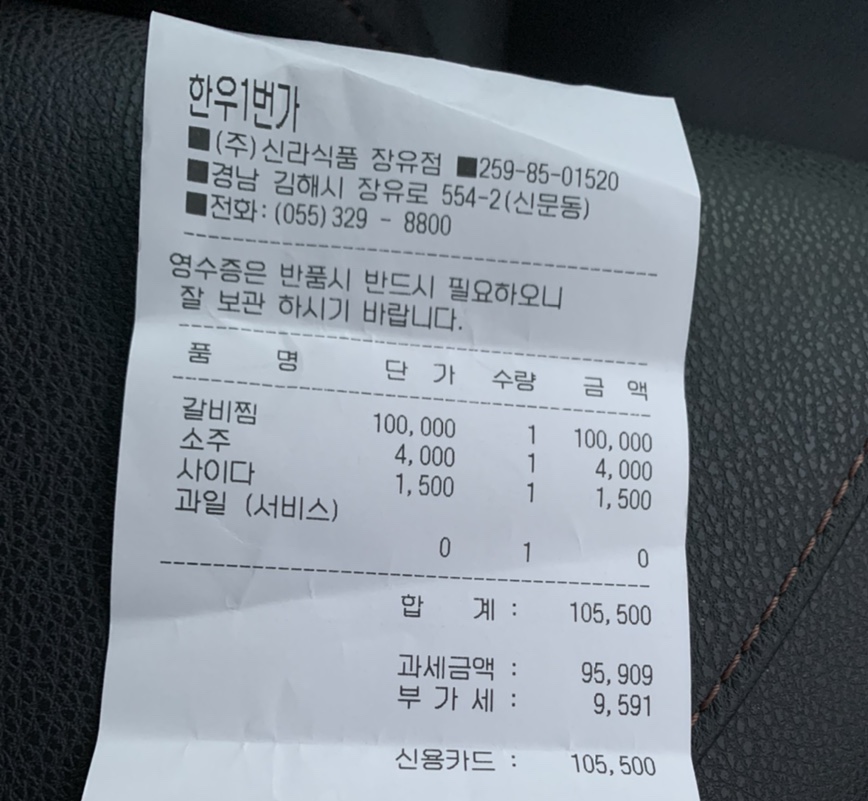 한우1번가
■(주)신라식품 장유점 ■259-85-01520
■경남 김해시 장유로 554-2(신문동)
■전화:(055)329 - 8800
영수증은 반품시 반드시 필요하오니
잘 보관 하시기 바랍니다.
품 명 단 가 수량 금 액
갈비찜 100,000 1 100,000
소주 4,000 1 4,000
사이다 1,500 1 1,500
과일 (서비스)
0 1 0
합 계 : 105,500
과세금액 : 95,909
부 가 세 : 9,591
신용카드 : 105,500